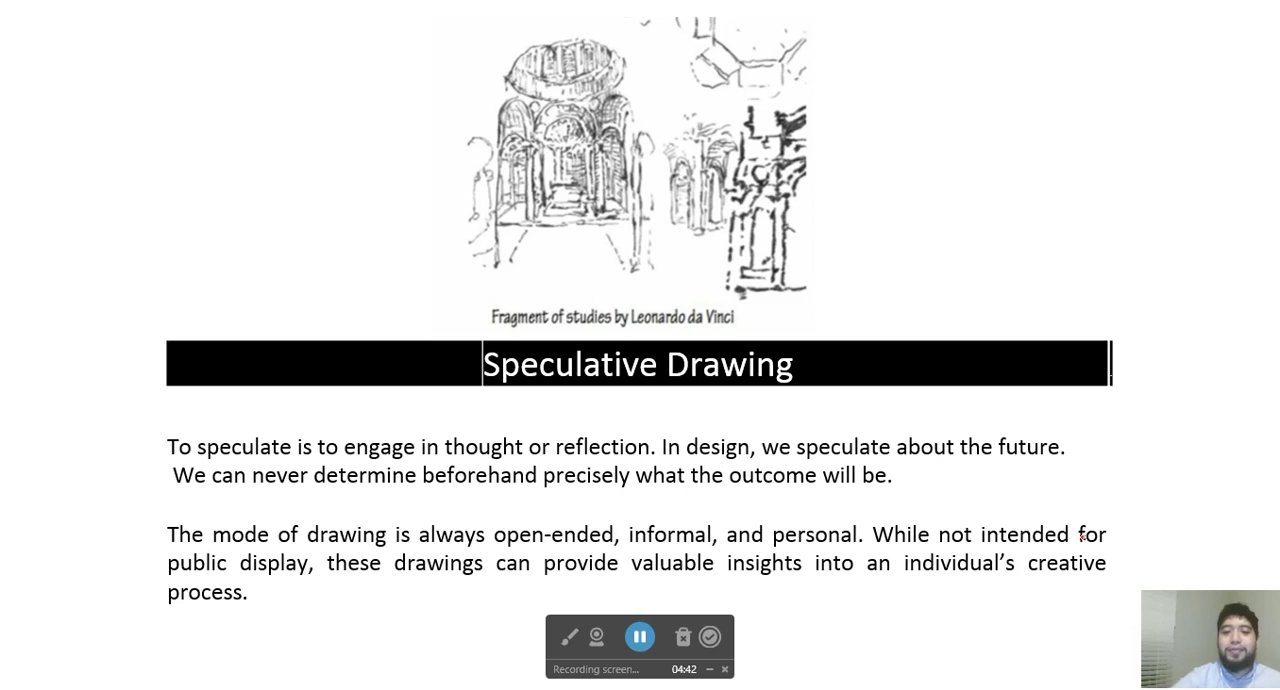 Fragment of studies by Leonardo da Vinci
Speculative Drawing
To speculate is to engage in thought or reflection. In design, we speculate about the future.
We can never determine beforehand precisely what the outcome will be.
The mode of drawing is always open-ended, informal, and personal. While not intended for
public display, these drawings can provide valuable insights into an individual's creative
process.
Recording screen... 04:42